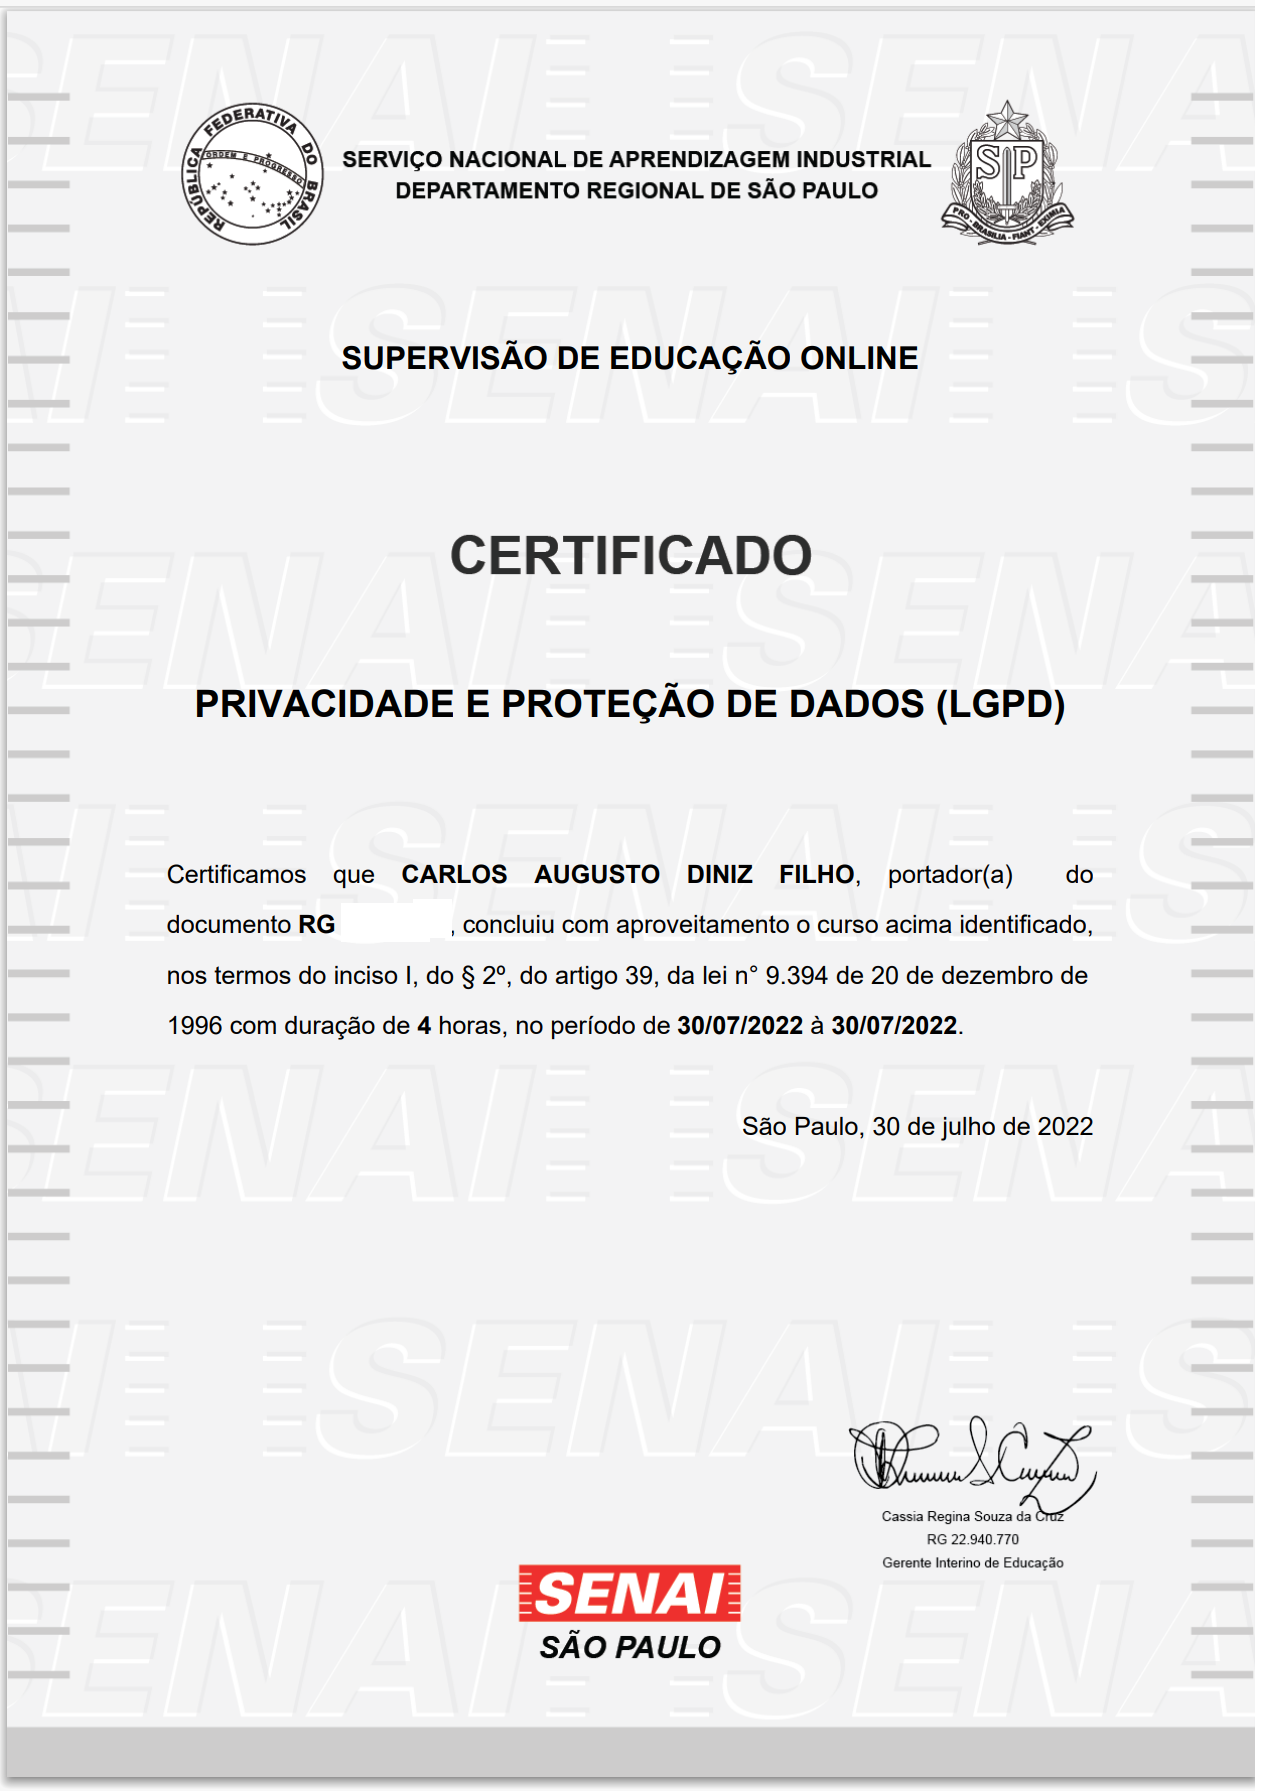 REPÚBLICA FEDERATIVA DO BRASIL
ORDEM E PROGRESSO
SERVIÇO NACIONAL DE APRENDIZAGEM INDUSTRIAL
DEPARTAMENTO REGIONAL DE SÃO PAULO
SP
PRO - BRASILIA - FIANT - EXIMIA
SUPERVISÃO DE EDUCAÇÃO ONLINE
CERTIFICADO
PRIVACIDADE E PROTEÇÃO DE DADOS (LGPD)
Certificamos que CARLOS AUGUSTO DINIZ FILHO, portador(a) do
documento RG , concluiu com aproveitamento o curso acima identificado,
nos termos do inciso I, do § 2º, do artigo 39, da lei n° 9.394 de 20 de dezembro de
1996 com duração de 4 horas, no período de 30/07/2022 à 30/07/2022.
São Paulo, 30 de julho de 2022
Cassia Regina Souza da Cruz
RG 22.940.770
Gerente Interino de Educação
SENAI
SÃO PAULO